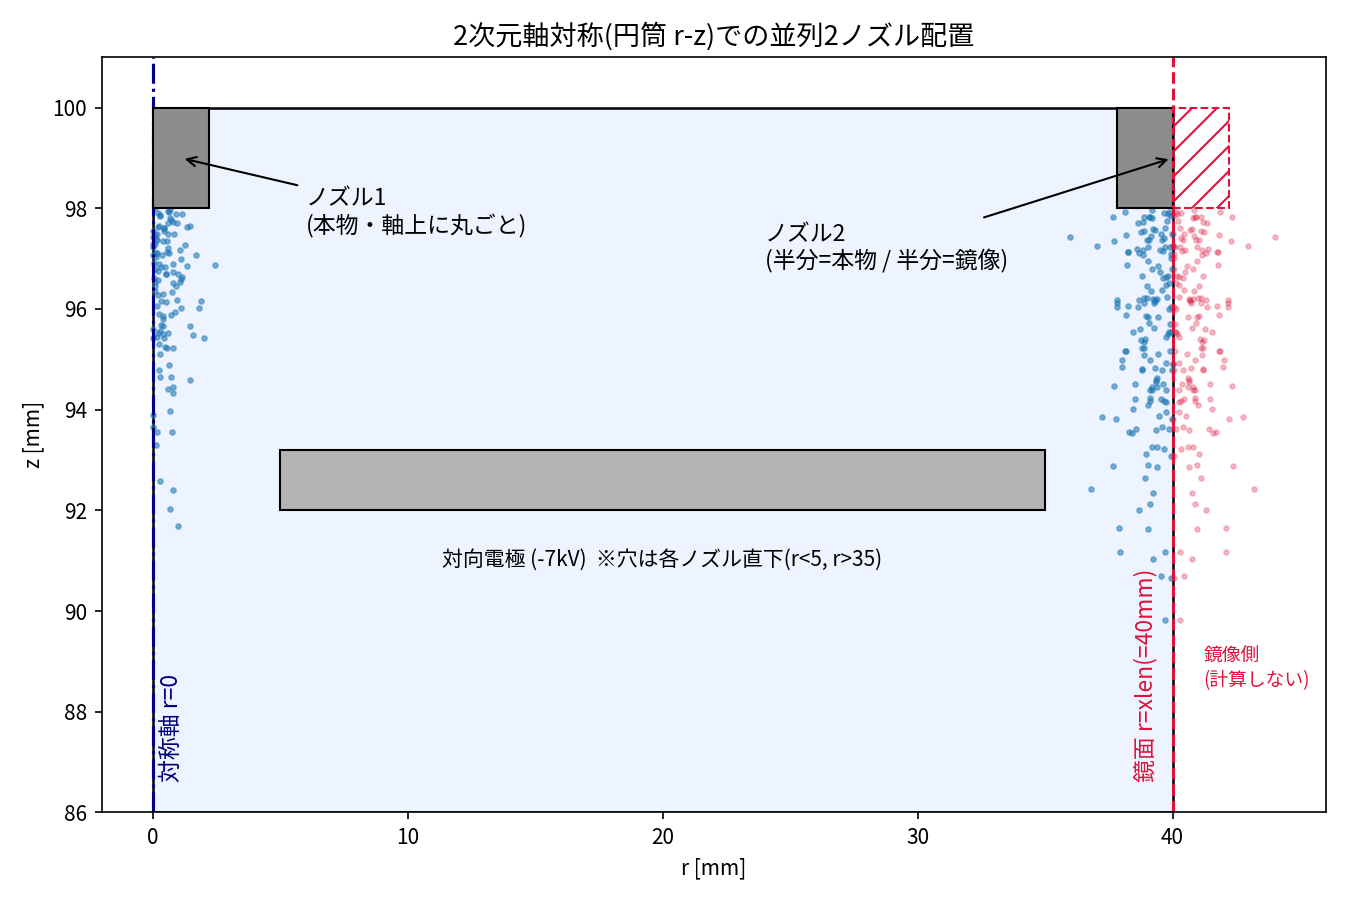 2次元軸対称(円筒 r-z)での並列2ノズル配置
100
98
96
94
92
90
88
86
z [mm]
ノズル1
(本物・軸上に丸ごと)
ノズル2
(半分=本物 / 半分=鏡像)
対向電極 (-7kV)  ※穴は各ノズル直下(r<5, r>35)
対称軸 r=0
鏡面 r=xlen(=40mm)
鏡像側
(計算しない)
0
10
20
30
40
r [mm]